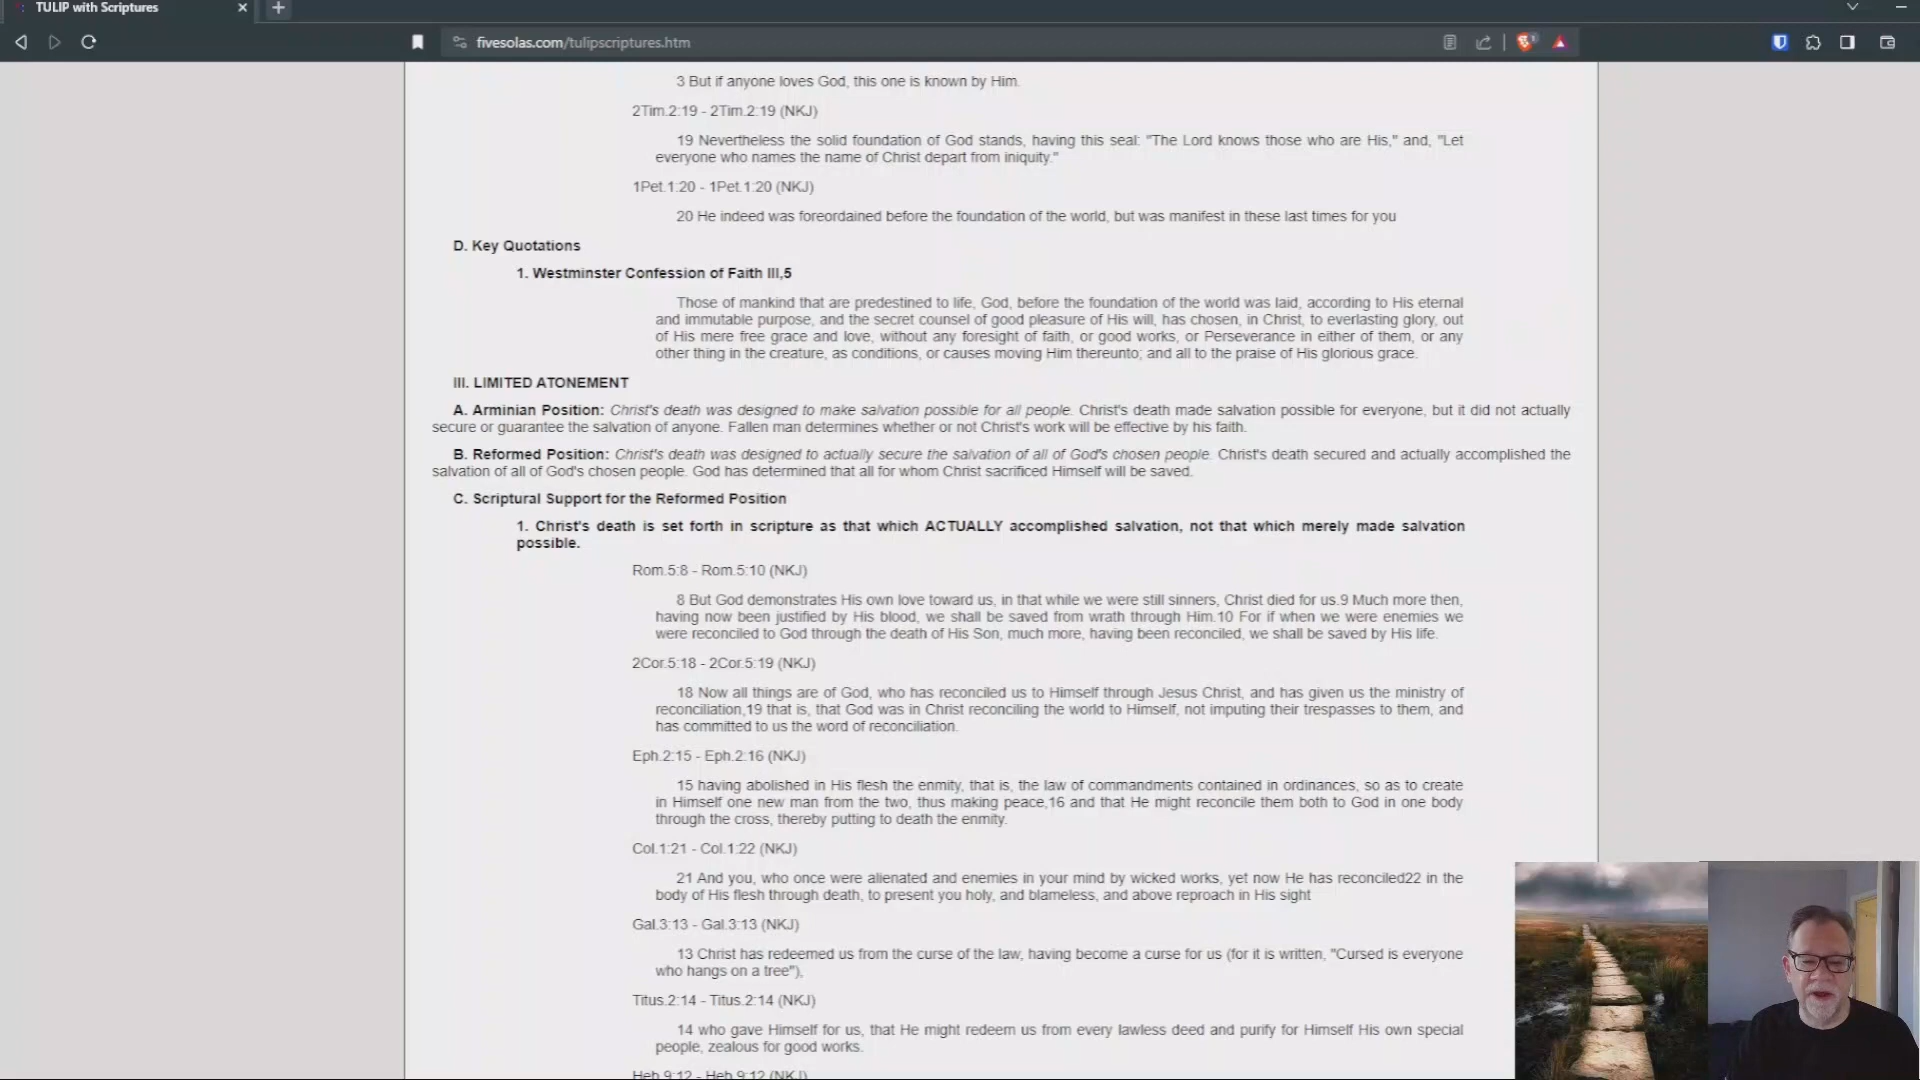 TULIP with Scriptures
fivesolas.com/tulipscriptures.htm
1
3 But if anyone loves God, this one is known by Him.
2Tim.2:19 - 2Tim.2:19 (NKJ)
19 Nevertheless the solid foundation of God stands, having this seal: "The Lord knows those who are His," and, "Let
everyone who names the name of Christ depart from iniquity."
1Pet.1:20 - 1Pet.1:20 (NKJ)
20 He indeed was foreordained before the foundation of the world, but was manifest in these last times for you
D. Key Quotations
1. Westminster Confession of Faith III,5
Those of mankind that are predestined to life, God, before the foundation of the world was laid, according to His eternal
and immutable purpose, and the secret counsel of good pleasure of His will, has chosen, in Christ, to everlasting glory, out
of His mere free grace and love, without any foresight of faith, or good works, or Perseverance in either of them, or any
other thing in the creature, as conditions, or causes moving Him thereunto; and all to the praise of His glorious grace.
III. LIMITED ATONEMENT
A. Arminian Position: Christ's death was designed to make salvation possible for all people. Christ's death made salvation possible for everyone, but it did not actually
secure or guarantee the salvation of anyone. Fallen man determines whether or not Christ's work will be effective by his faith.
B. Reformed Position: Christ's death was designed to actually secure the salvation of all of God's chosen people. Christ's death secured and actually accomplished the
salvation of all of God's chosen people. God has determined that all for whom Christ sacrificed Himself will be saved.
C. Scriptural Support for the Reformed Position
1. Christ's death is set forth in scripture as that which ACTUALLY accomplished salvation, not that which merely made salvation
possible.
Rom.5:8 - Rom.5:10 (NKJ)
8 But God demonstrates His own love toward us, in that while we were still sinners, Christ died for us.9 Much more then,
having now been justified by His blood, we shall be saved from wrath through Him.10 For if when we were enemies we
were reconciled to God through the death of His Son, much more, having been reconciled, we shall be saved by His life.
2Cor.5:18 - 2Cor.5:19 (NKJ)
18 Now all things are of God, who has reconciled us to Himself through Jesus Christ, and has given us the ministry of
reconciliation,19 that is, that God was in Christ reconciling the world to Himself, not imputing their trespasses to them, and
has committed to us the word of reconciliation.
Eph.2:15 - Eph.2:16 (NKJ)
15 having abolished in His flesh the enmity, that is, the law of commandments contained in ordinances, so as to create
in Himself one new man from the two, thus making peace,16 and that He might reconcile them both to God in one body
through the cross, thereby putting to death the enmity.
Col.1:21 - Col.1:22 (NKJ)
21 And you, who once were alienated and enemies in your mind by wicked works, yet now He has reconciled22 in the
body of His flesh through death, to present you holy, and blameless, and above reproach in His sight
Gal.3:13 - Gal.3:13 (NKJ)
13 Christ has redeemed us from the curse of the law, having become a curse for us (for it is written, "Cursed is everyone
who hangs on a tree"),
Titus.2:14 - Titus.2:14 (NKJ)
14 who gave Himself for us, that He might redeem us from every lawless deed and purify for Himself His own special
people, zealous for good works.
Heb.9:12 - Heb.9:12 (NKJ)